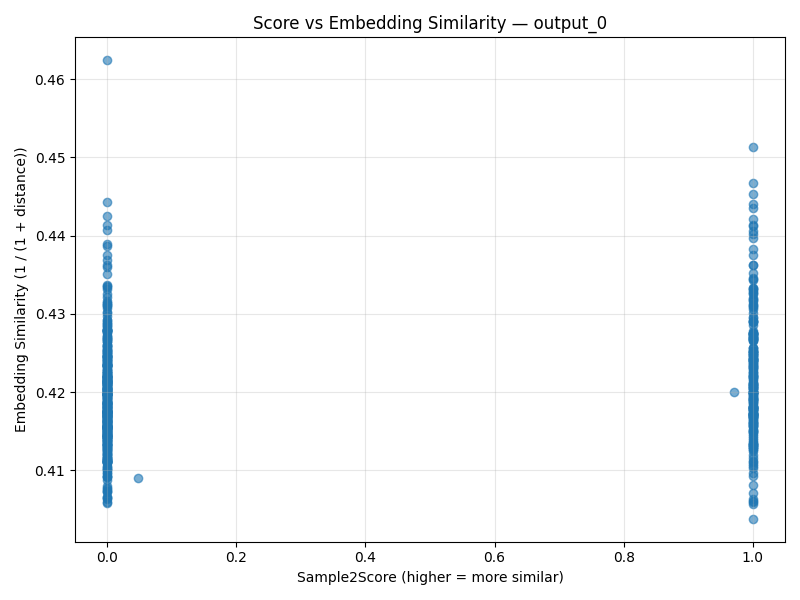 Score vs Embedding Similarity — output_0
Embedding Similarity (1 / (1 + distance))
0.46
0.45
0.44
0.43
0.42
0.41
0.0 0.2 0.4 0.6 0.8 1.0
Sample2Score (higher = more similar)